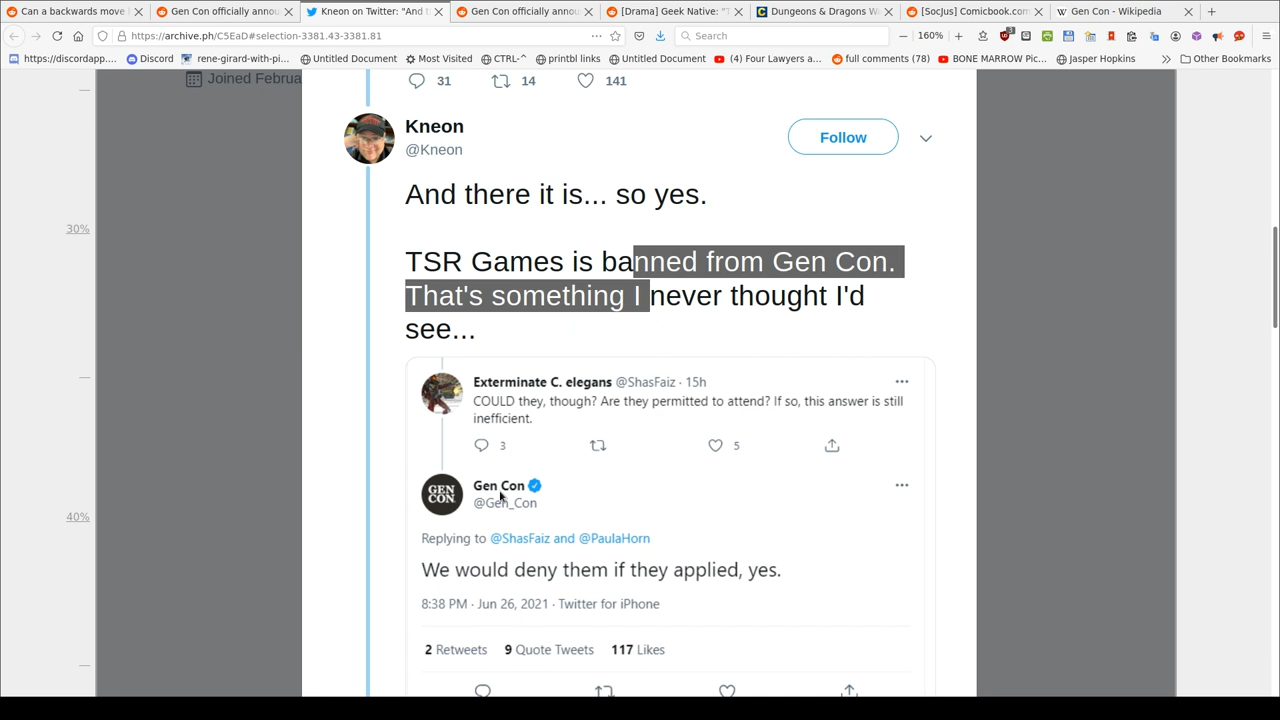 Can a backwards move
Gen Con officially annou
Kneon on Twitter: "And t
Gen Con officially annou
[Drama] Geek Native: "T
Dungeons & Dragons W
[SocJus] Comicbook.com
Gen Con - Wikipedia
https://archive.ph/C5EaD#selection-3381.43-3381.81
Search
160%
3
https://discordapp....
Discord
rene-girard-with-pi...
Untitled Document
Most Visited
CTRL-^
printbl links
Untitled Document
(4) Four Lawyers a...
full comments (78)
BONE MARROW Pic...
Jasper Hopkins
Other Bookmarks
Joined Februa
31 14 141
Kneon
@Kneon
Follow
And there it is... so yes.
TSR Games is banned from Gen Con.
That's something I never thought I'd
see...
30%
40%
Exterminate C. elegans @ShasFaiz · 15h
COULD they, though? Are they permitted to attend? If so, this answer is still
inefficient.
3 5
GEN CON
Gen Con
@Gen_Con
Replying to @ShasFaiz and @PaulaHorn
We would deny them if they applied, yes.
8:38 PM · Jun 26, 2021 · Twitter for iPhone
2 Retweets 9 Quote Tweets 117 Likes